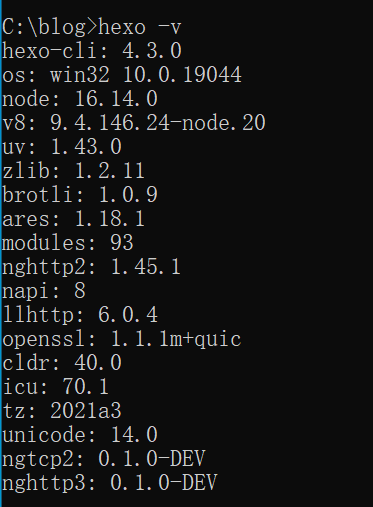 C:\blog>hexo -v
hexo-cli: 4.3.0
os: win32 10.0.19044
node: 16.14.0
v8: 9.4.146.24-node.20
uv: 1.43.0
zlib: 1.2.11
brotli: 1.0.9
ares: 1.18.1
modules: 93
nghttp2: 1.45.1
napi: 8
llhttp: 6.0.4
openssl: 1.1.1m+quic
cldr: 40.0
icu: 70.1
tz: 2021a3
unicode: 14.0
ngtcp2: 0.1.0-DEV
nghttp3: 0.1.0-DEV